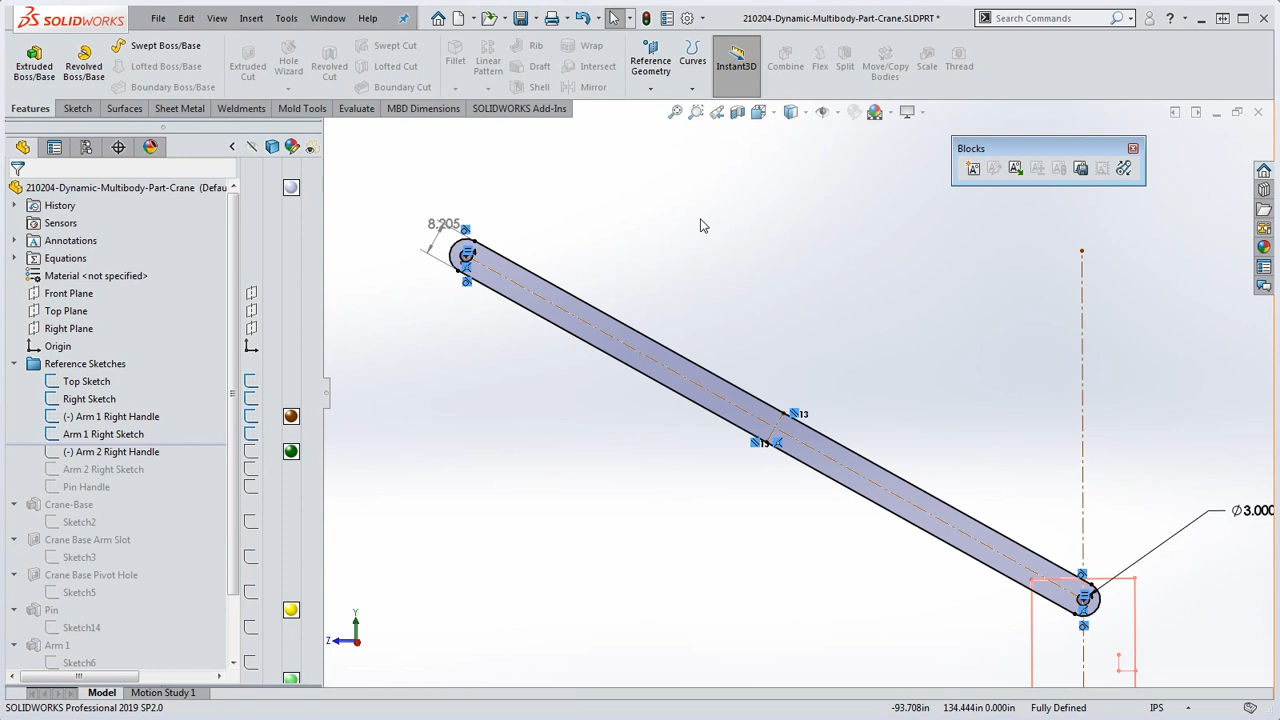 SOLIDWORKS File Edit View Insert Tools Window Help 210204-Dynamic-Multibody-Part-Crane.SLDPRT * Search Commands
Extruded Boss/Base
Revolved Boss/Base
Swept Boss/Base
Lofted Boss/Base
Boundary Boss/Base
Extruded Cut
Hole Wizard
Revolved Cut
Swept Cut
Lofted Cut
Boundary Cut
Fillet
Linear Pattern
Rib
Draft
Shell
Wrap
Intersect
Mirror
Reference Geometry
Curves
Instant3D
Combine
Flex
Split
Move/Copy Bodies
Scale
Thread
Features Sketch Surfaces Sheet Metal Weldments Mold Tools Evaluate MBD Dimensions SOLIDWORKS Add-Ins
Blocks
210204-Dynamic-Multibody-Part-Crane (Defau
History
Sensors
Annotations
Equations
Material <not specified>
Front Plane
Top Plane
Right Plane
Origin
Reference Sketches
Top Sketch
Right Sketch
(-) Arm 1 Right Handle
Arm 1 Right Sketch
(-) Arm 2 Right Handle
Arm 2 Right Sketch
Pin Handle
Crane-Base
Sketch2
Crane Base Arm Slot
Sketch3
Crane Base Pivot Hole
Sketch5
Pin
Sketch14
Arm 1
Sketch6
8.205
4
13
13
Ø3.000
Y
Z
Model Motion Study 1
SOLIDWORKS Professional 2019 SP2.0 -93.708in 134.444in 0.000in Fully Defined IPS